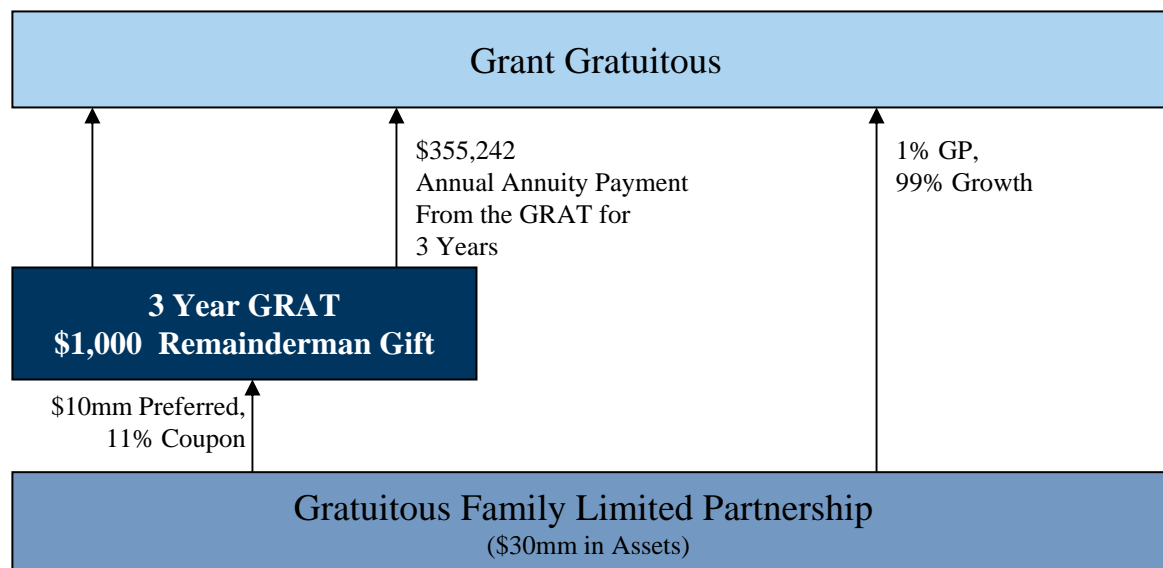 Grant Gratuitous
$355,242
Annual Annuity Payment
From the GRAT for
3 Years
1% GP,
99% Growth
3 Year GRAT
$1,000 Remainderman Gift
$10mm Preferred,
11% Coupon
Gratuitous Family Limited Partnership
($30mm in Assets)